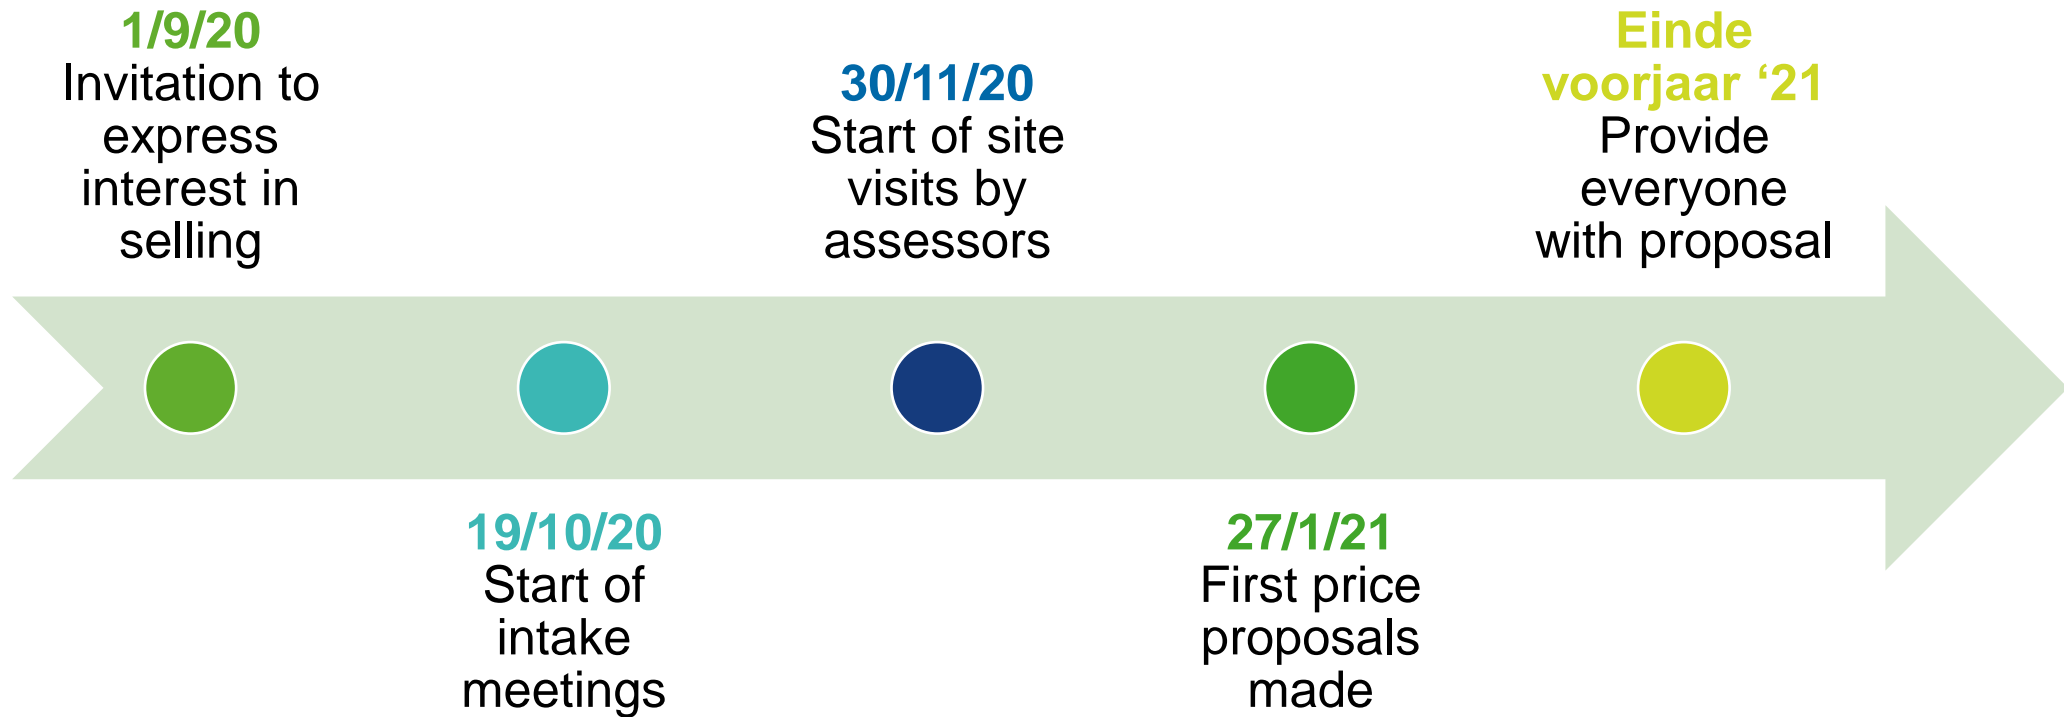 1/9/20
Invitation to
express
interest in
selling
19/10/20
Start of
intake
meetings
30/11/20
Start of site
visits by
assessors
27/1/21
First price
proposals
made
Einde
voorjaar ‘21
Provide
everyone
with proposal